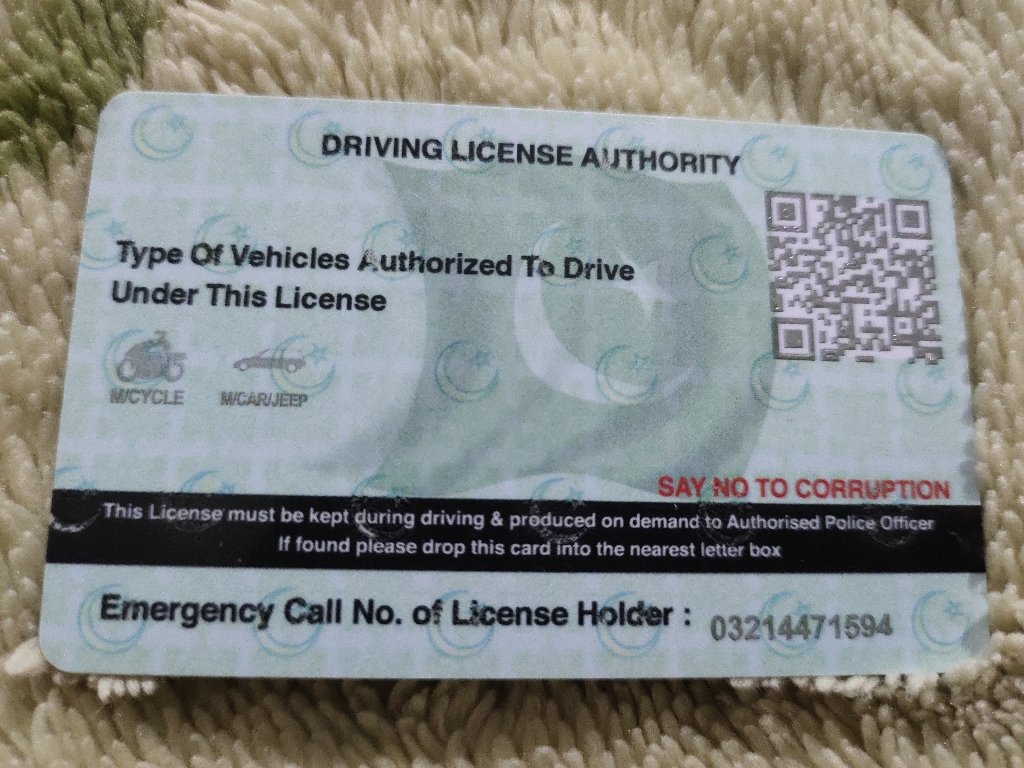 DRIVING LICENSE AUTHORITY
Type Of Vehicles Authorized To Drive
Under This License
M/CYCLE M/CAR/JEEP
SAY NO TO CORRUPTION
This License must be kept during driving & produced on demand to Authorised Police Officer
If found please drop this card into the nearest letter box
Emergency Call No. of License Holder : 03214471594